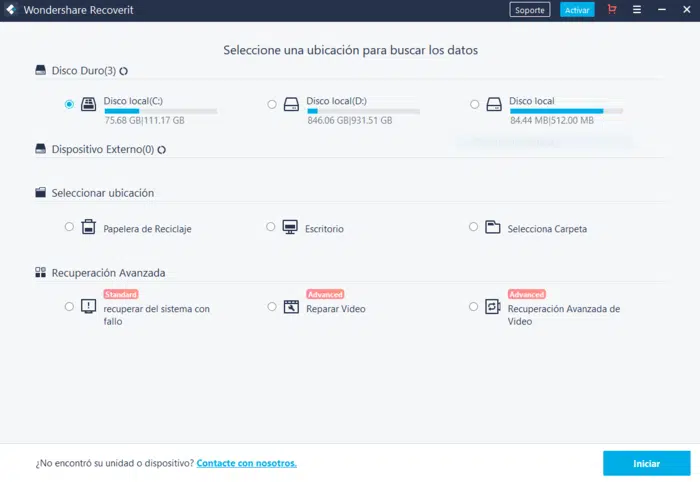 Wondershare Recoverit
Soporte
Activar
Seleccione una ubicación para buscar los datos
Disco Duro(3)
Disco local(C:)
75.68 GB|111.17 GB
Disco local(D:)
846.06 GB|931.51 GB
Disco local
84.44 MB|512.00 MB
Dispositivo Externo(0)
Seleccionar ubicación
Papelera de Reciclaje
Escritorio
Selecciona Carpeta
Recuperación Avanzada
Standard
recuperar del sistema con
fallo
Advanced
Reparar Video
Advanced
Recuperación Avanzada de
Video
¿No encontró su unidad o dispositivo? Contacte con nosotros.
Iniciar